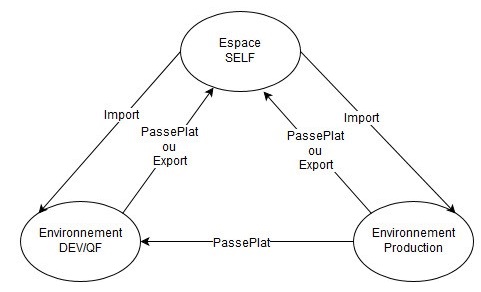 Espace
SELF
Import
Import
PassePlat
ou
Export
PassePlat
ou
Export
Environnement
DEV/QF
PassePlat
Environnement
Production